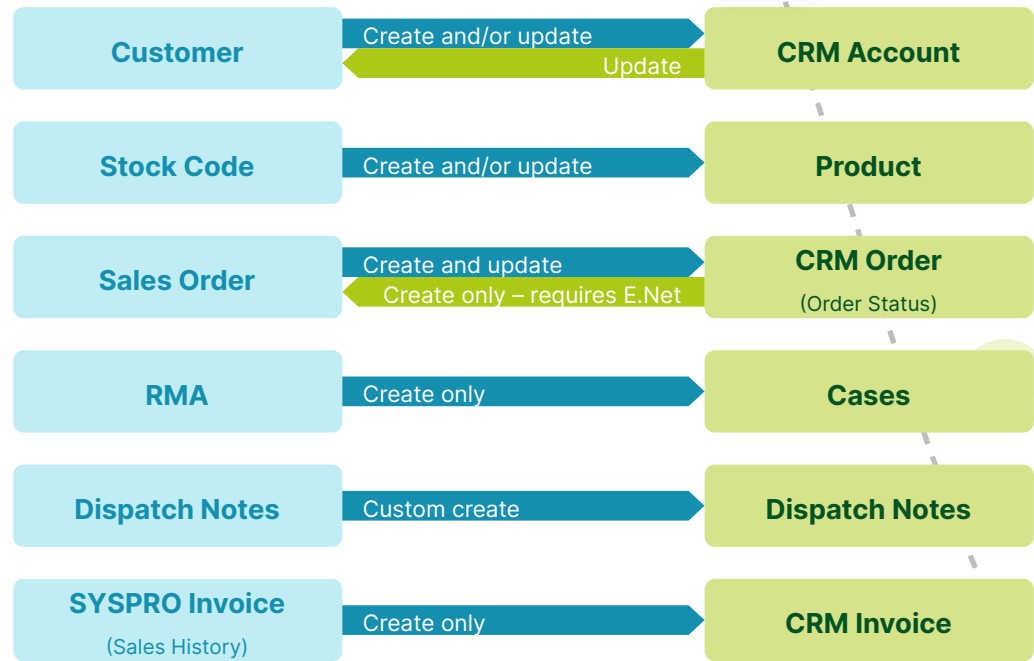 Customer
Create and/or update
Update
CRM Account
Stock Code
Create and/or update
Product
Sales Order
Create and update
Create only – requires E.Net
CRM Order
(Order Status)
RMA
Create only
Cases
Dispatch Notes
Custom create
Dispatch Notes
SYSPRO Invoice
(Sales History)
Create only
CRM Invoice